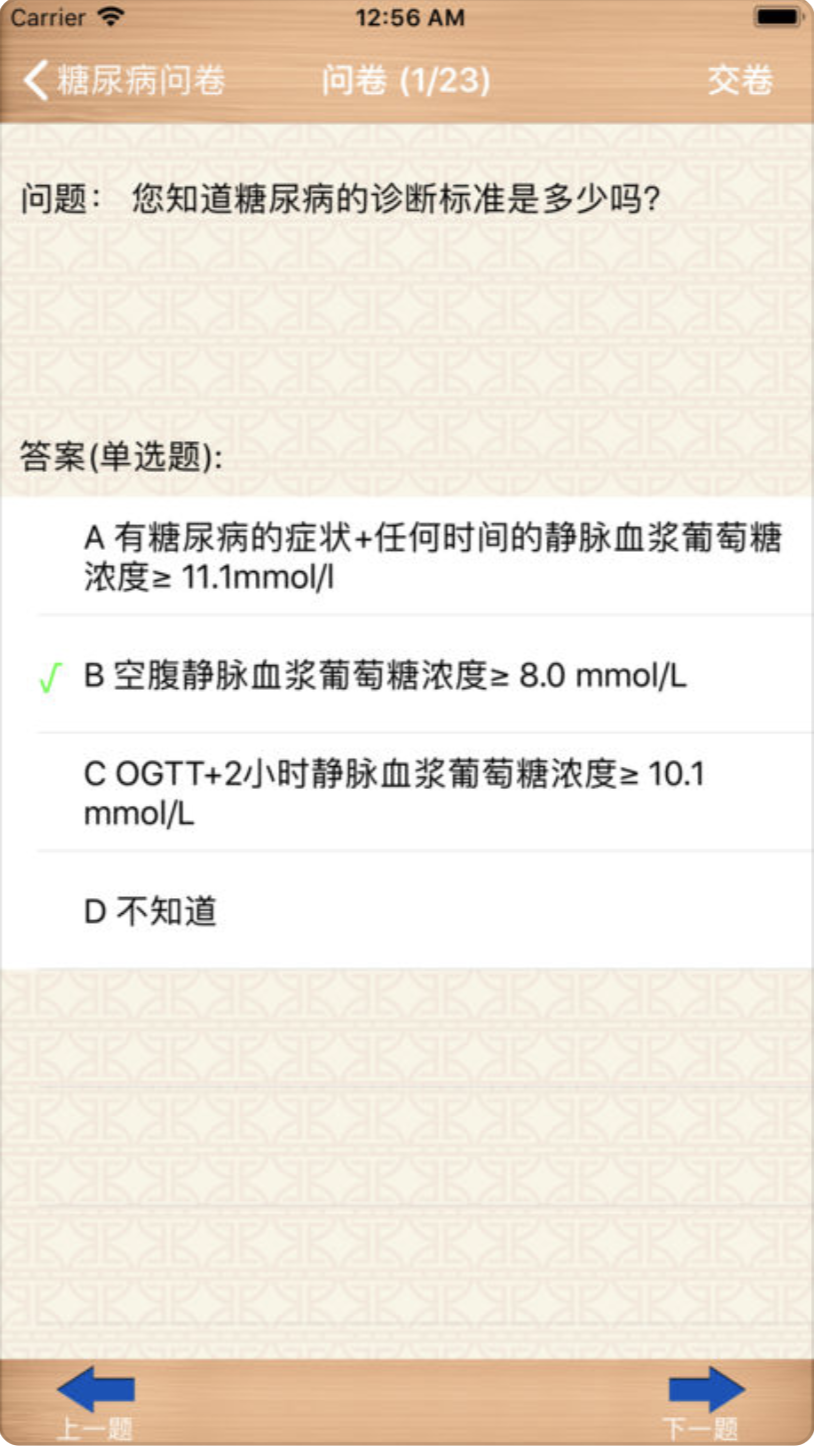 Carrier 12:56 AM
糖尿病问卷 问卷 (1/23) 交卷
问题： 您知道糖尿病的诊断标准是多少吗?
答案(单选题):
A 有糖尿病的症状+任何时间的静脉血浆葡萄糖
浓度≥ 11.1mmol/l
√ B 空腹静脉血浆葡萄糖浓度≥ 8.0 mmol/L
C OGTT+2小时静脉血浆葡萄糖浓度≥ 10.1
mmol/L
D 不知道
上一题 下一题